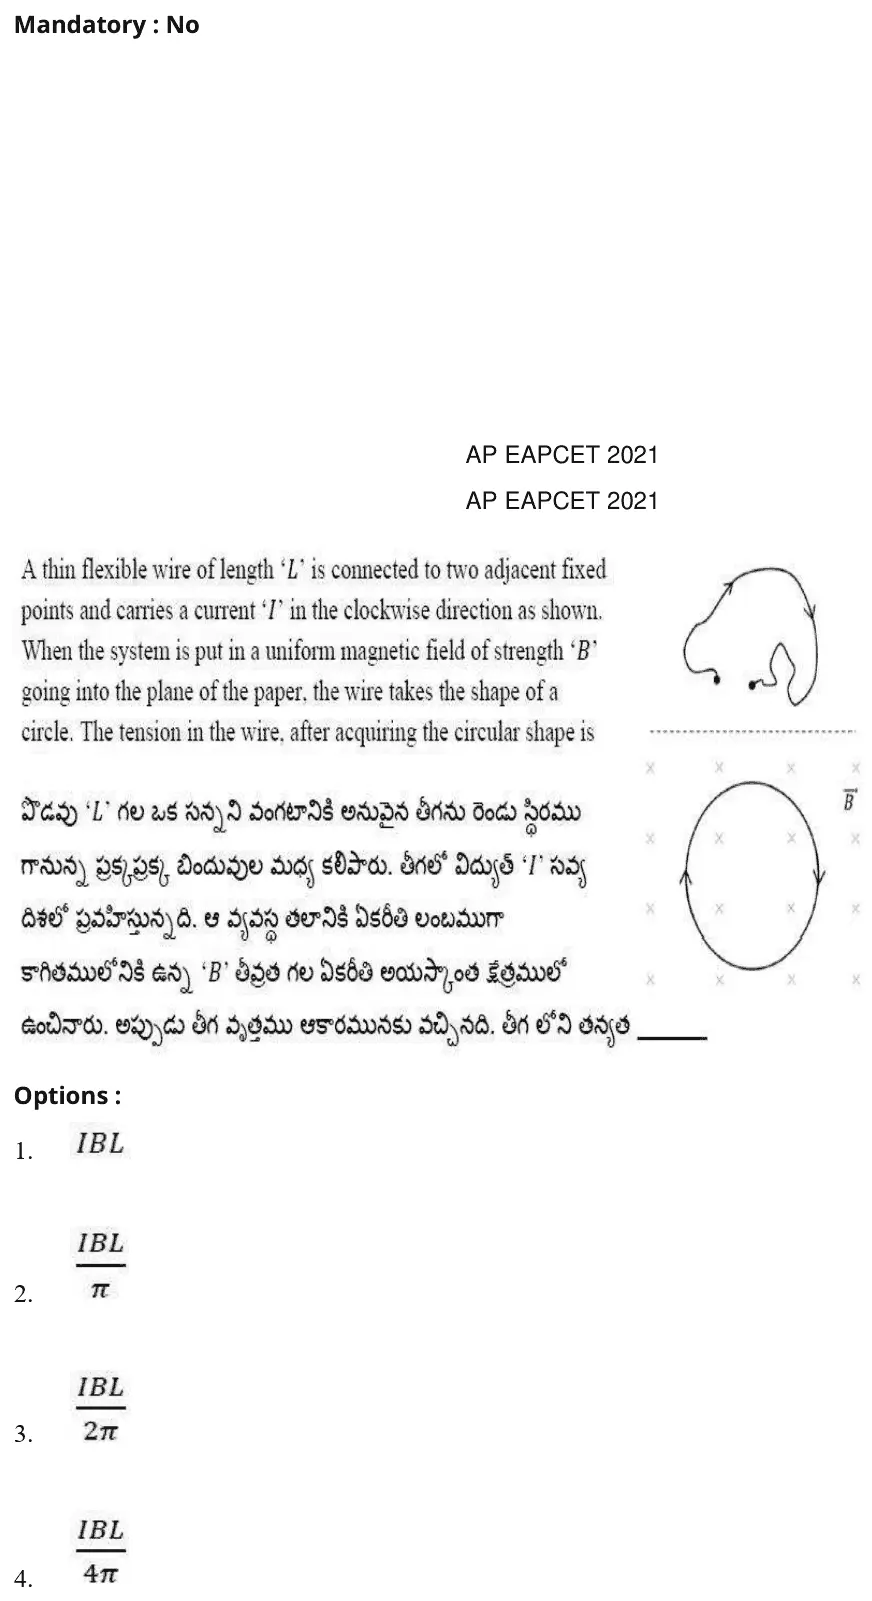 Mandatory : No
AP EAPCET 2021
AP EAPCET 2021
A thin flexible wire of length ‘L’ is connected to two adjacent fixed
points and carries a current ‘I’ in the clockwise direction as shown.
When the system is put in a uniform magnetic field of strength ‘B’
going into the plane of the paper, the wire takes the shape of a
circle. The tension in the wire, after acquiring the circular shape is
పొడవు ‘L’ గల ఒక సన్నని వంగటానికి అనువైన తీగను రెండు స్థిరము
గానున్న ప్రక్కప్రక్క బిందువుల మధ్య కలిపారు. తీగలో విద్యుత్ ‘I’ సవ్య
దిశలో ప్రవహిస్తున్నది. ఆ వ్యవస్థ తలానికి ఏకరీతి లంబముగా
కాగితములోనికి ఉన్న ‘B’ తీవ్రత గల ఏకరీతి అయస్కాంత క్షేత్రములో
ఉంచినారు. అప్పుడు తీగ వృత్తము ఆకారమునకు వచ్చినది. తీగ లోని తన్యత ______
x x x x
B⃗
x x x
x x x x
x x x x
Options :
1. IBL
2. IBL/π
3. IBL/2π
4. IBL/4π